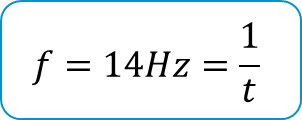 f = 14Hz = 1/t